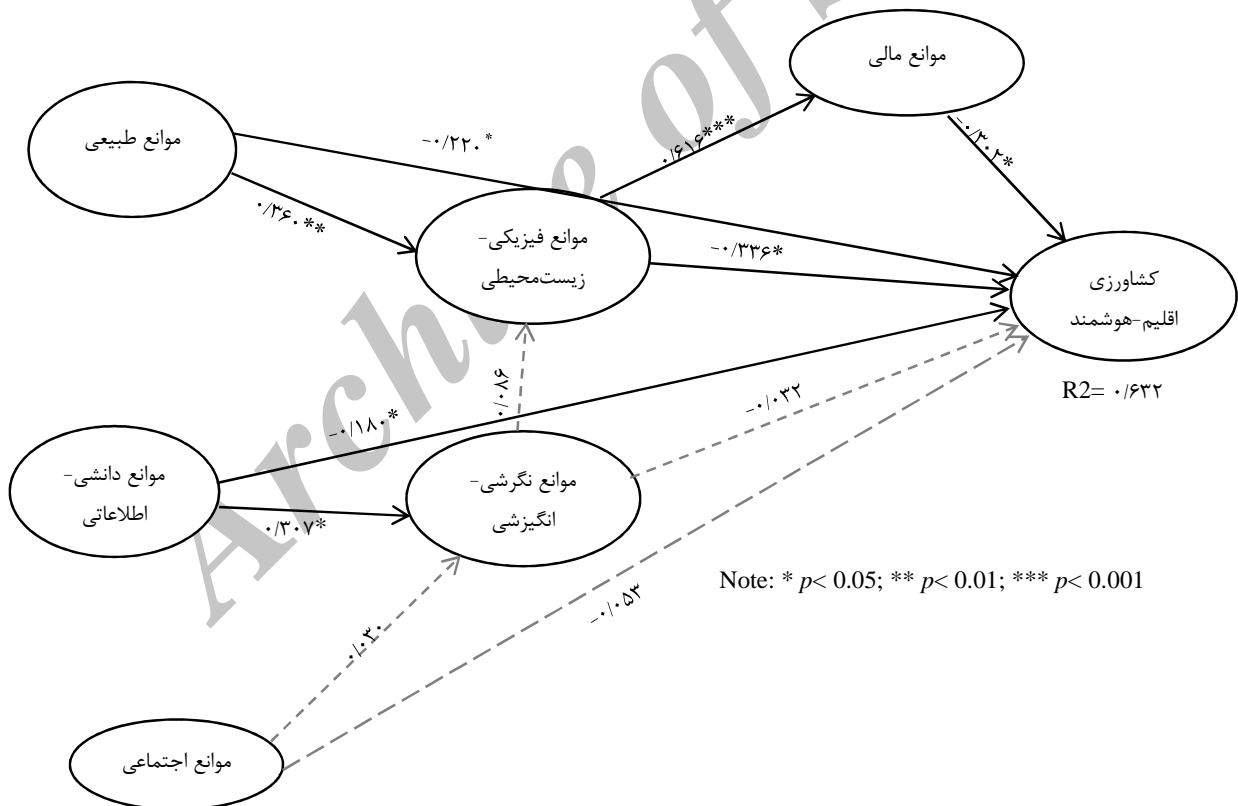 Archive of
موانع مالی
موانع طبیعی
-۰/۲۲۰*
۰/۶۱۶***
-۰/۳۰۲*
۰/۳۶۰**
موانع فیزیکی-
زیست‌محیطی
-۰/۳۳۶*
کشاورزی
اقلیم-هوشمند
R2= ۰/۶۳۲
۰/۰۸۶
-۰/۰۳۲
-۰/۱۸۰*
موانع دانشی-
اطلاعاتی
موانع نگرشی-
انگیزشی
۰/۳۰۷*
Note: * p< 0.05; ** p< 0.01; *** p< 0.001
-۰/۰۵۳
۰/۰۳۰
موانع اجتماعی